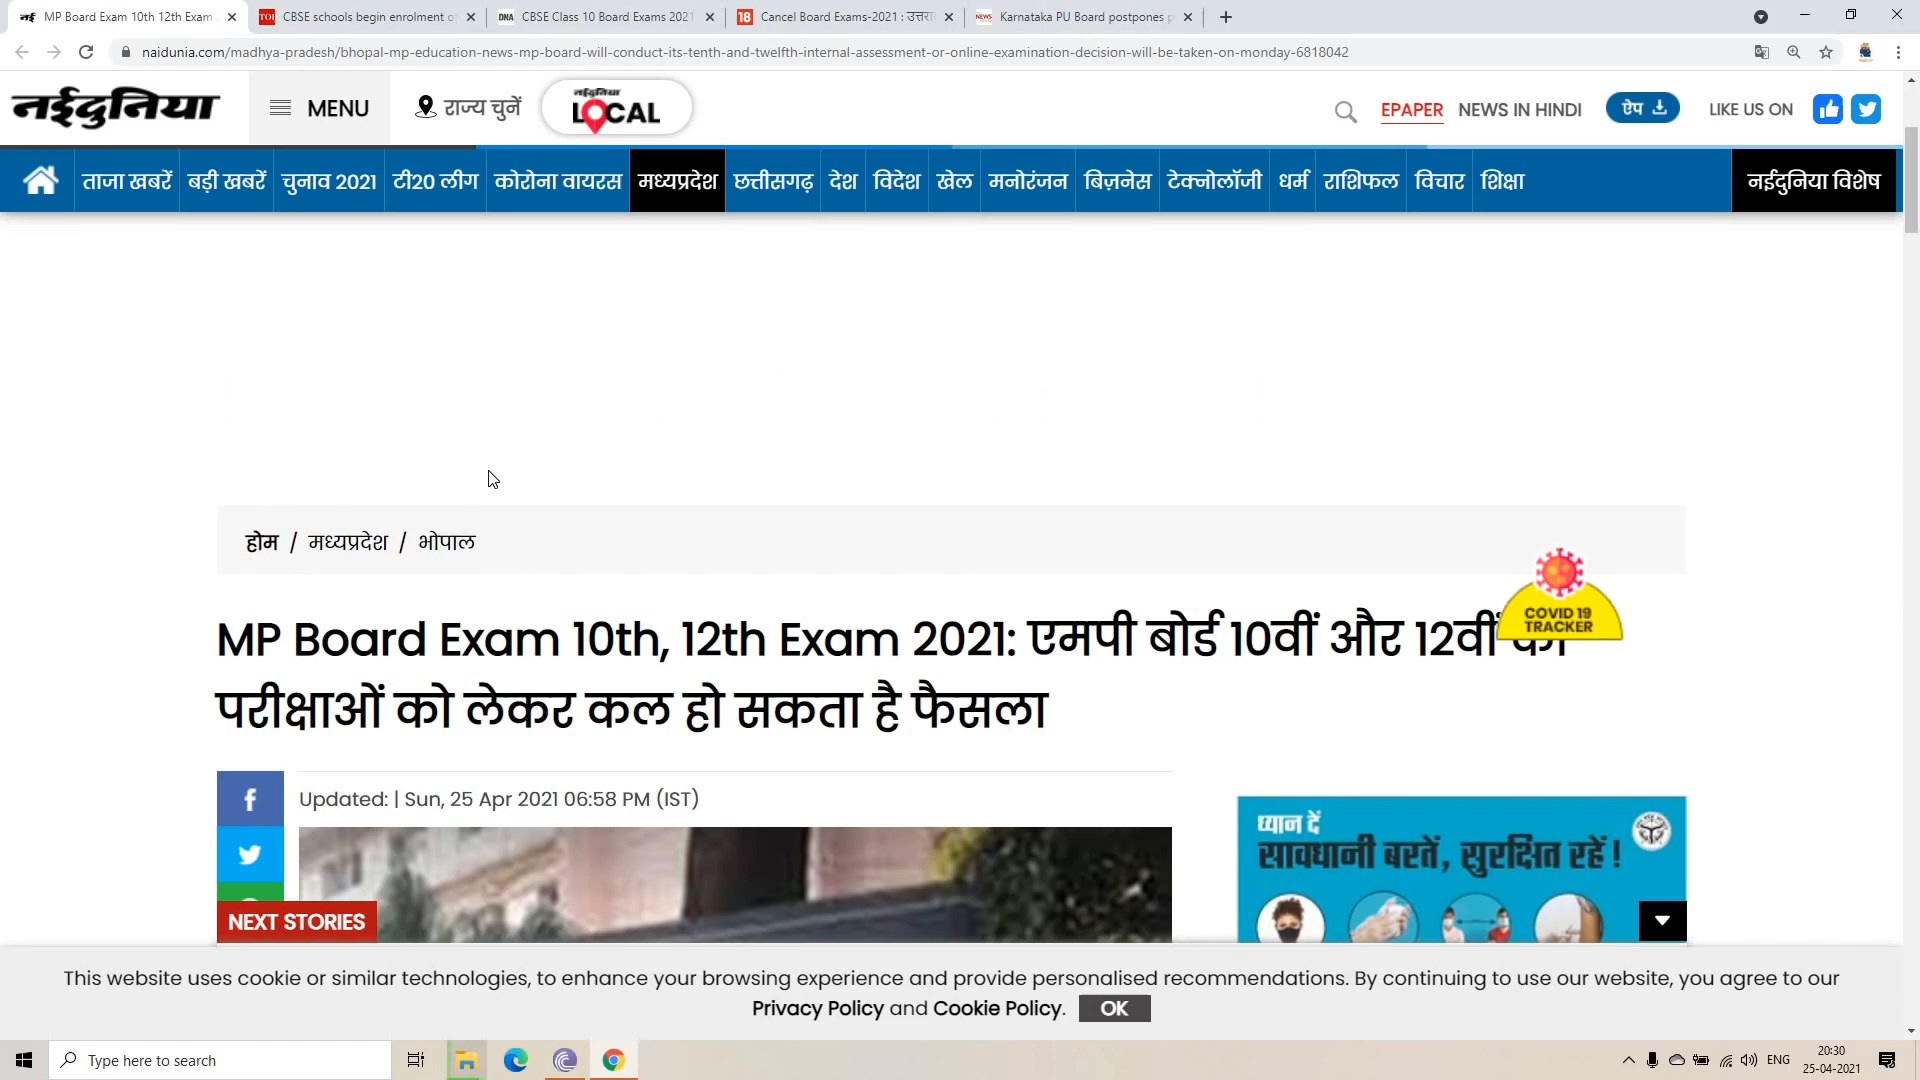 MP Board Exam 10th 12th Exam
CBSE schools begin enrolment of
CBSE Class 10 Board Exams 2021
Cancel Board Exams-2021 : उत्तरा
Karnataka PU Board postpones p
naidunia.com/madhya-pradesh/bhopal-mp-education-news-mp-board-will-conduct-its-tenth-and-twelfth-internal-assessment-or-online-examination-decision-will-be-taken-on-monday-6818042
नईदुनिया
MENU
राज्य चुनें
नईदुनिया
LOCAL
EPAPER
NEWS IN HINDI
ऐप
LIKE US ON
ताजा खबरें बड़ी खबरें चुनाव 2021 टी20 लीग कोरोना वायरस मध्यप्रदेश छत्तीसगढ़ देश विदेश खेल मनोरंजन बिज़नेस टेक्नोलॉजी धर्म राशिफल विचार शिक्षा नईदुनिया विशेष
होम / मध्यप्रदेश / भोपाल
COVID 19
TRACKER
MP Board Exam 10th, 12th Exam 2021: एमपी बोर्ड 10वीं और 12वीं
परीक्षाओं को लेकर कल हो सकता है फैसला
Updated: | Sun, 25 Apr 2021 06:58 PM (IST)
ध्यान दें
सावधानी बरतें, सुरक्षित रहें !
NEXT STORIES
This website uses cookie or similar technologies, to enhance your browsing experience and provide personalised recommendations. By continuing to use our website, you agree to our
Privacy Policy and Cookie Policy. OK
Type here to search
ENG
20:30
25-04-2021